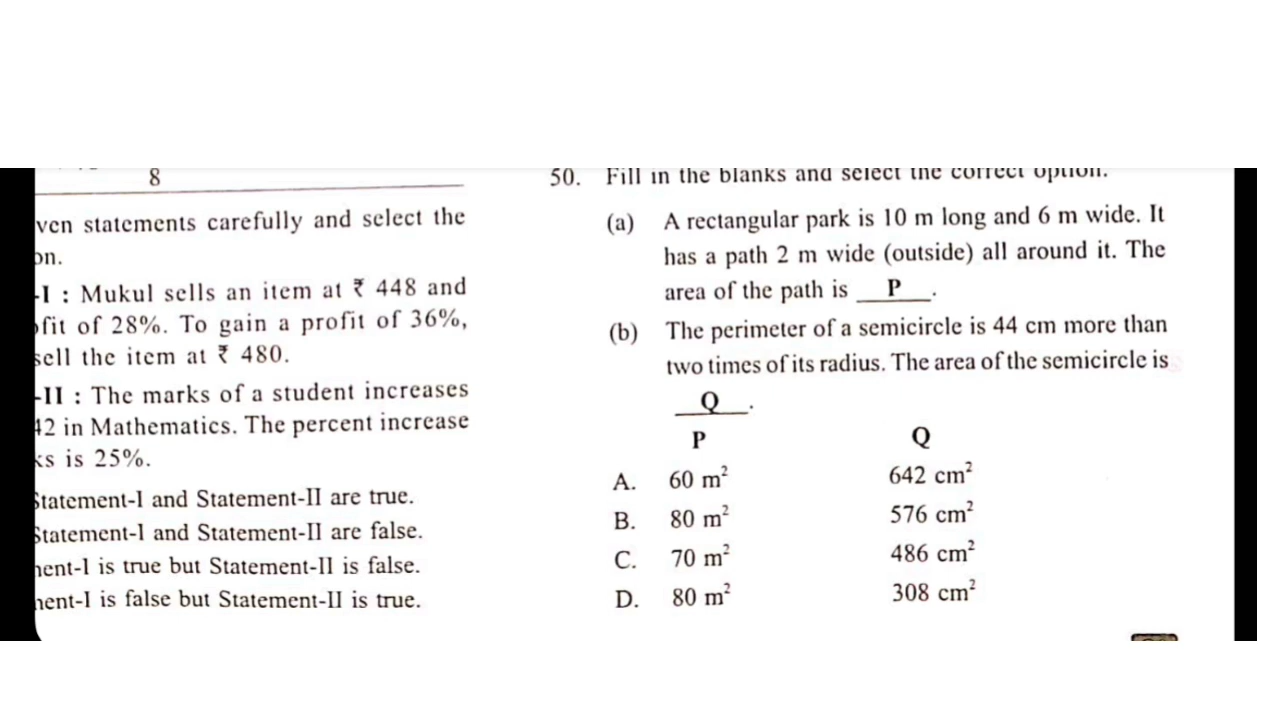 8
ven statements carefully and select the
on.
-I : Mukul sells an item at ₹ 448 and
fit of 28%. To gain a profit of 36%,
sell the item at ₹ 480.
-II : The marks of a student increases
42 in Mathematics. The percent increase
ks is 25%.
Statement-I and Statement-II are true.
Statement-I and Statement-II are false.
nent-I is true but Statement-II is false.
nent-I is false but Statement-II is true.
50. Fill in the blanks and select the correct option.
(a) A rectangular park is 10 m long and 6 m wide. It
has a path 2 m wide (outside) all around it. The
area of the path is P .
(b) The perimeter of a semicircle is 44 cm more than
two times of its radius. The area of the semicircle is
Q .
P Q
A. 60 m² 642 cm²
B. 80 m² 576 cm²
C. 70 m² 486 cm²
D. 80 m² 308 cm²